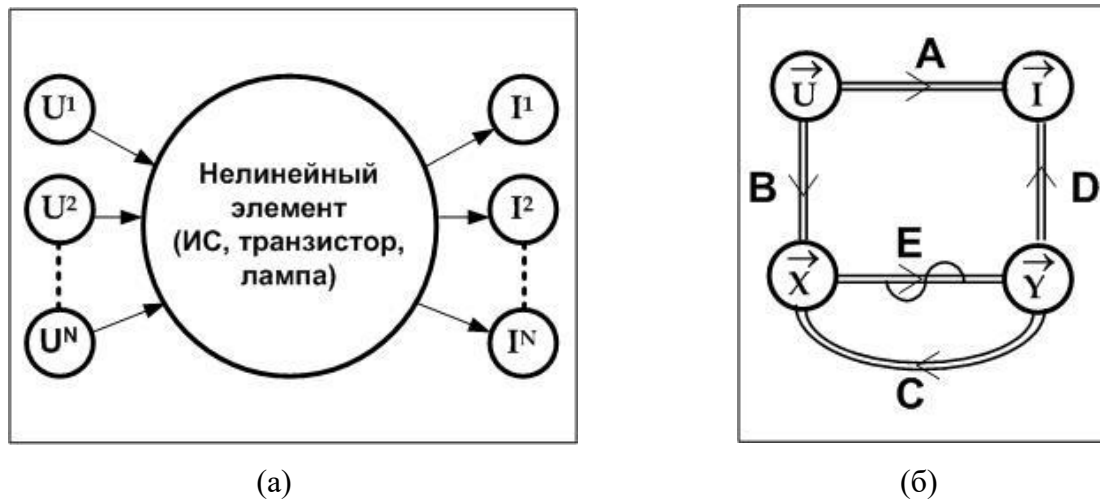 U¹
U²
Uᴺ
Нелинейный
элемент
(ИС, транзистор,
лампа)
I¹
I²
Iᴺ
A
U
I
B
D
E
X
Y
C
(а)
(б)